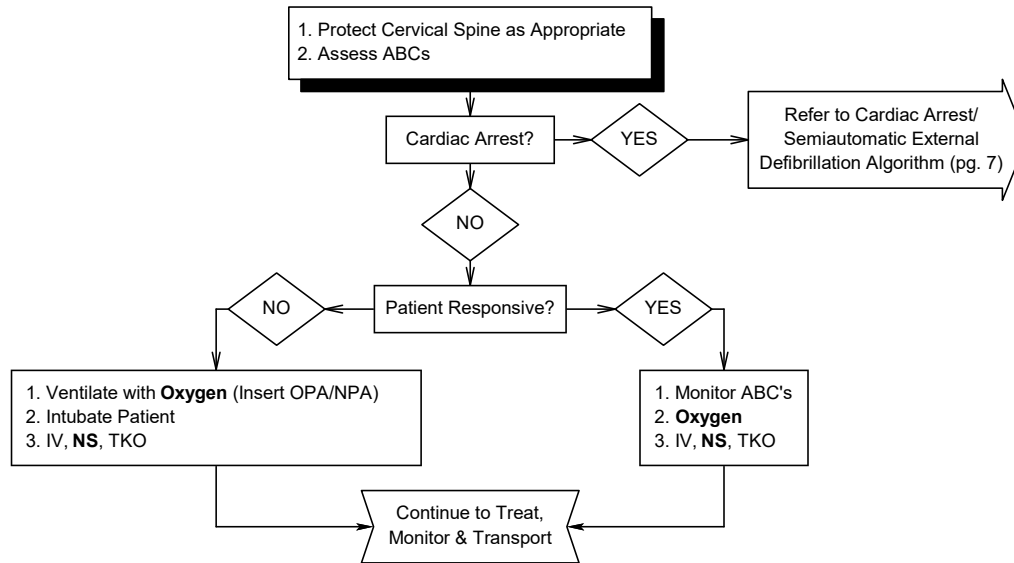 1. Protect Cervical Spine as Appropriate
2. Assess ABCs
Cardiac Arrest?
YES
Refer to Cardiac Arrest/
Semiautomatic External
Defibrillation Algorithm (pg. 7)
NO
NO
Patient Responsive?
YES
1. Ventilate with Oxygen (Insert OPA/NPA)
2. Intubate Patient
3. IV, NS, TKO
1. Monitor ABC's
2. Oxygen
3. IV, NS, TKO
Continue to Treat,
Monitor & Transport